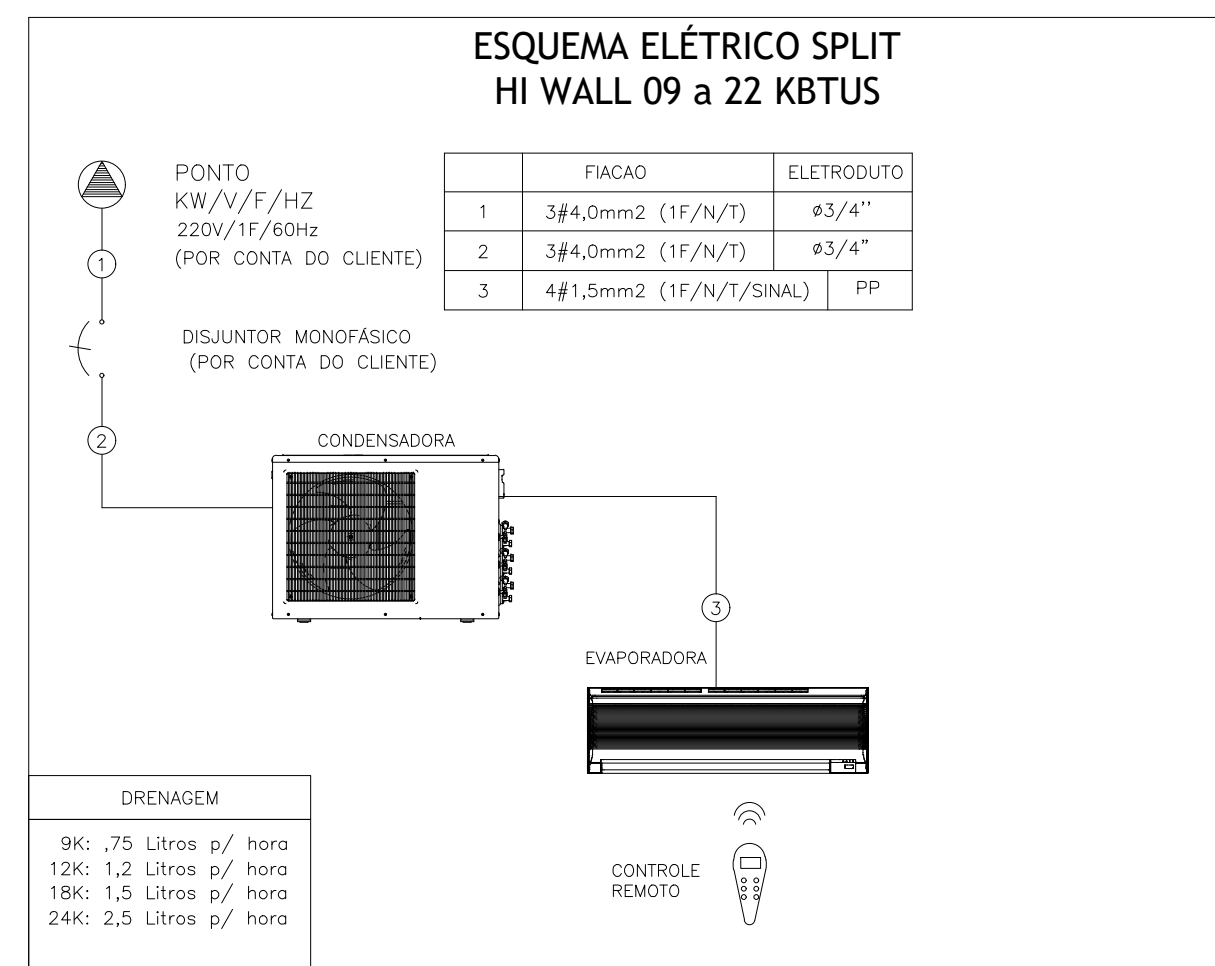 ESQUEMA ELÉTRICO SPLIT
HI WALL 09 a 22 KBTUS
PONTO
KW/V/F/HZ
220V/1F/60Hz
(POR CONTA DO CLIENTE)
FIACAO ELETRODUTO
1 3#4,0mm2 (1F/N/T) ø3/4''
2 3#4,0mm2 (1F/N/T) ø3/4"
3 4#1,5mm2 (1F/N/T/SINAL) PP
1
DISJUNTOR MONOFÁSICO
(POR CONTA DO CLIENTE)
2
CONDENSADORA
3
EVAPORADORA
DRENAGEM
9K: ,75 Litros p/ hora
12K: 1,2 Litros p/ hora
18K: 1,5 Litros p/ hora
24K: 2,5 Litros p/ hora
CONTROLE
REMOTO